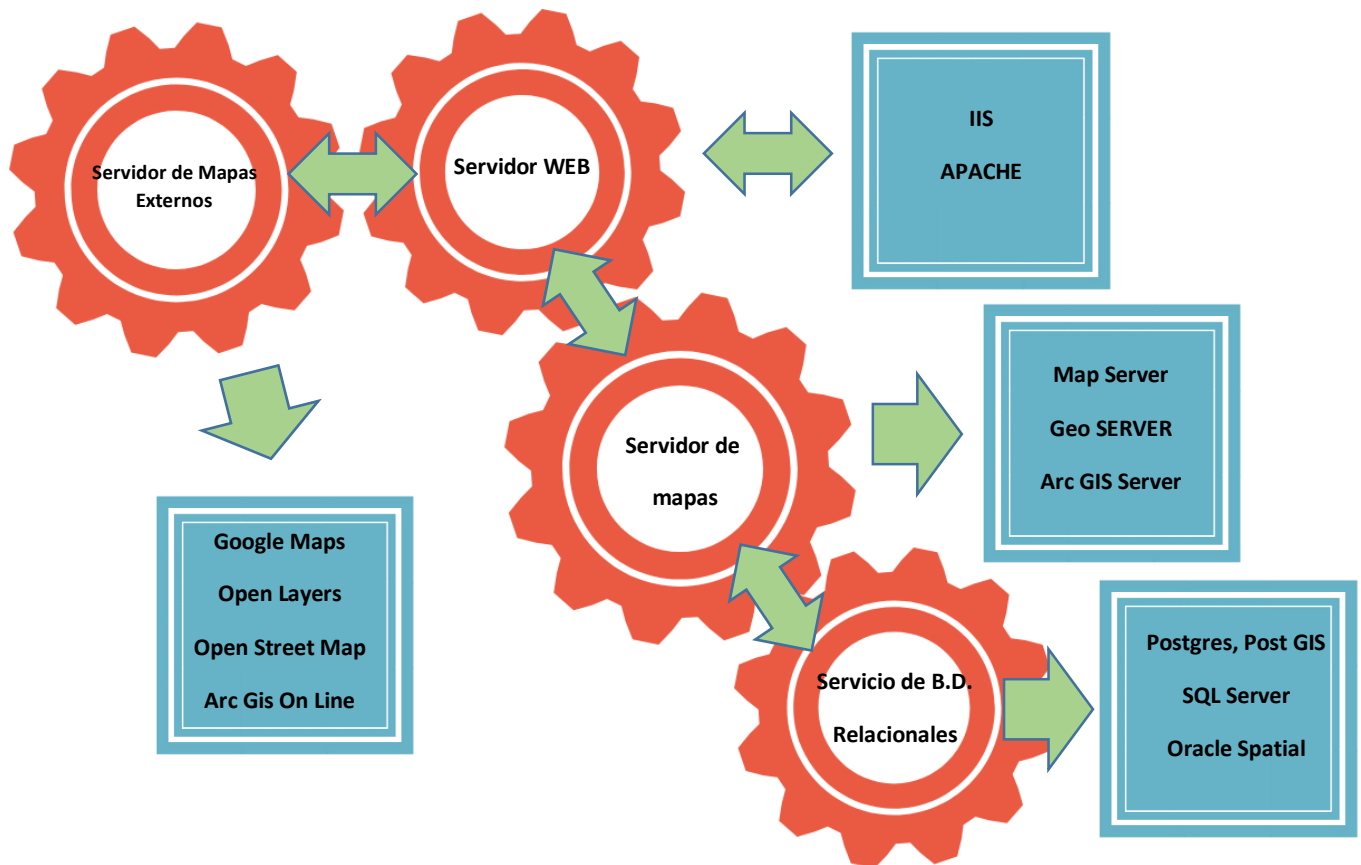 Servidor de Mapas
Externos
Servidor WEB
IIS
APACHE
Servidor de
mapas
Map Server
Geo SERVER
Arc GIS Server
Google Maps
Open Layers
Open Street Map
Arc Gis On Line
Servicio de B.D.
Relacionales
Postgres, Post GIS
SQL Server
Oracle Spatial